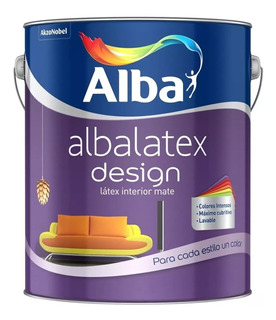 AkzoNobel
Alba
albalatex
design
látex interior mate
• Colores Intensos
• Máximo cubritivo
• Lavable
Para cada estilo un color